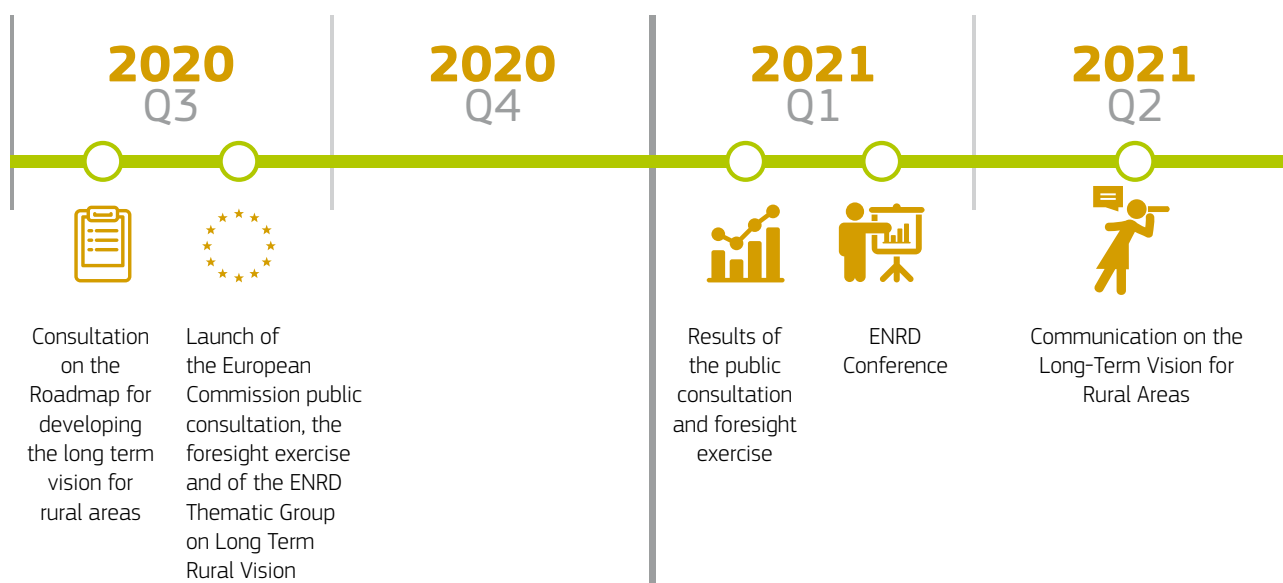 2020
Q3
2020
Q4
2021
Q1
2021
Q2
Consultation
on the
Roadmap for
developing
the long term
vision for
rural areas
Launch of
the European
Commission public
consultation, the
foresight exercise
and of the ENRD
Thematic Group
on Long Term
Rural Vision
Results of
the public
consultation
and foresight
exercise
ENRD
Conference
Communication on the
Long-Term Vision for
Rural Areas